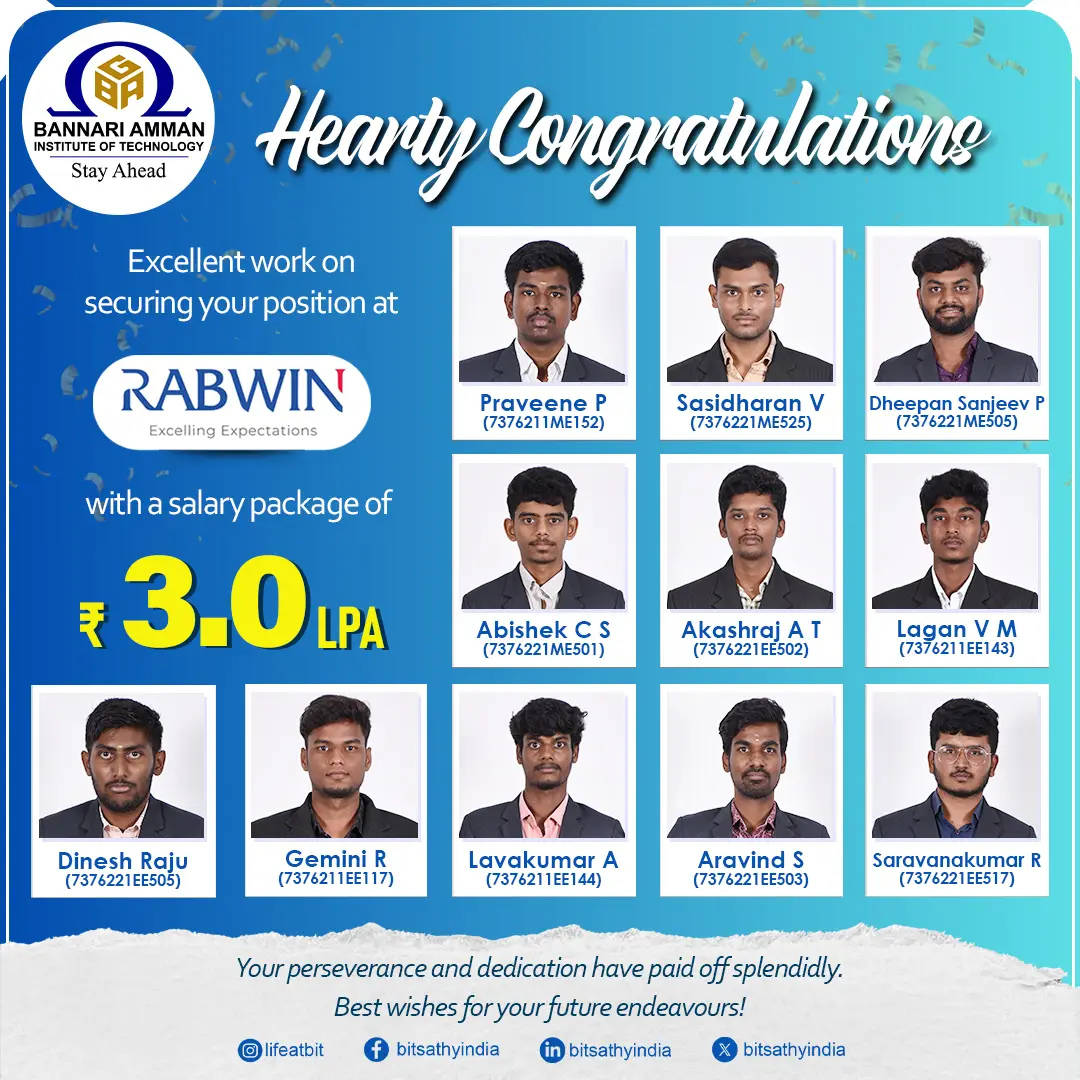 GBA
BANNARI AMMAN
INSTITUTE OF TECHNOLOGY
Stay Ahead
Hearty Congratulations
Excellent work on
securing your position at
RABWIN
Excelling Expectations
with a salary package of
₹ 3.0 LPA
Praveene P
(7376211ME152)
Sasidharan V
(7376221ME525)
Dheepan Sanjeev P
(7376221ME505)
Abishek C S
(7376221ME501)
Akashraj A T
(7376221EE502)
Lagan V M
(7376211EE143)
Dinesh Raju
(7376221EE505)
Gemini R
(7376211EE117)
Lavakumar A
(7376211EE144)
Aravind S
(7376221EE503)
Saravanakumar R
(7376221EE517)
Your perseverance and dedication have paid off splendidly.
Best wishes for your future endeavours!
lifeatbit bitsathyindia bitsathyindia bitsathyindia